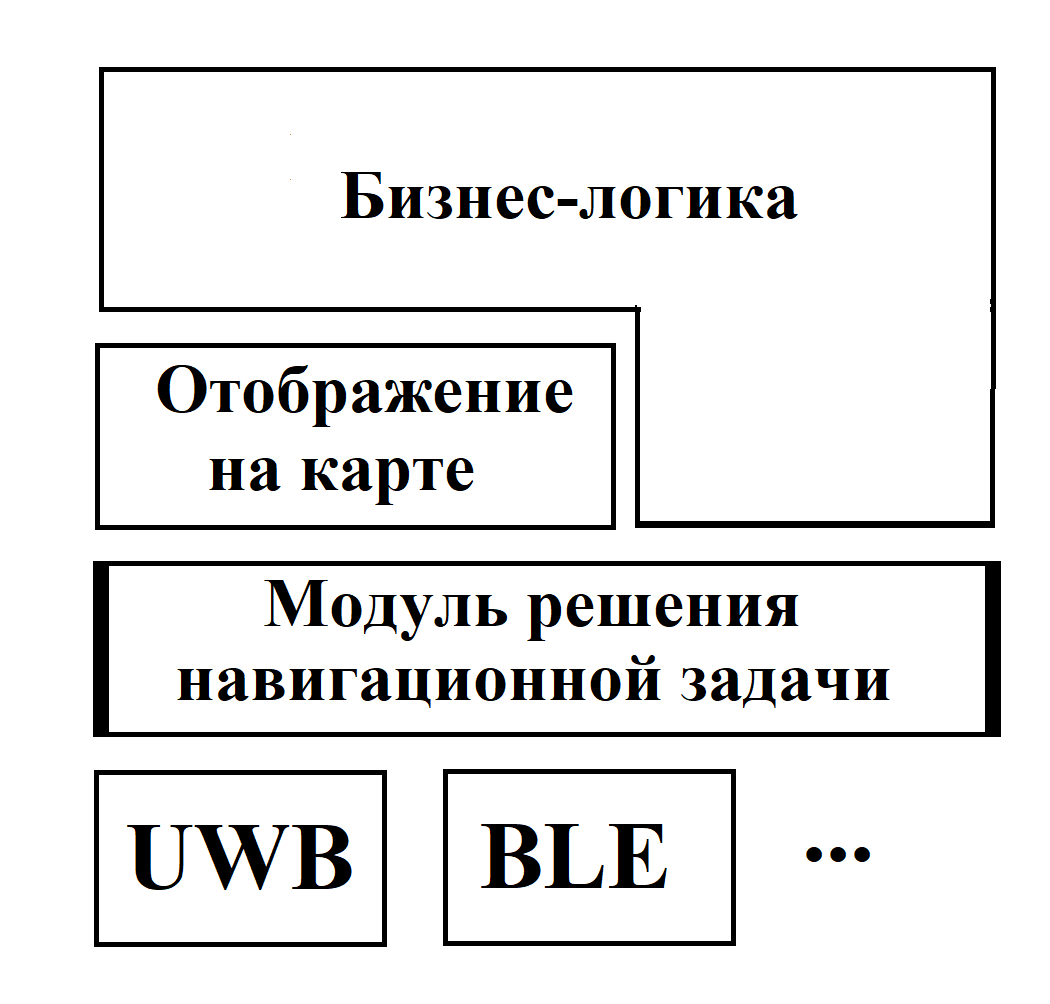 Бизнес-логика
Отображение
на карте
Модуль решения
навигационной задачи
UWB BLE ...